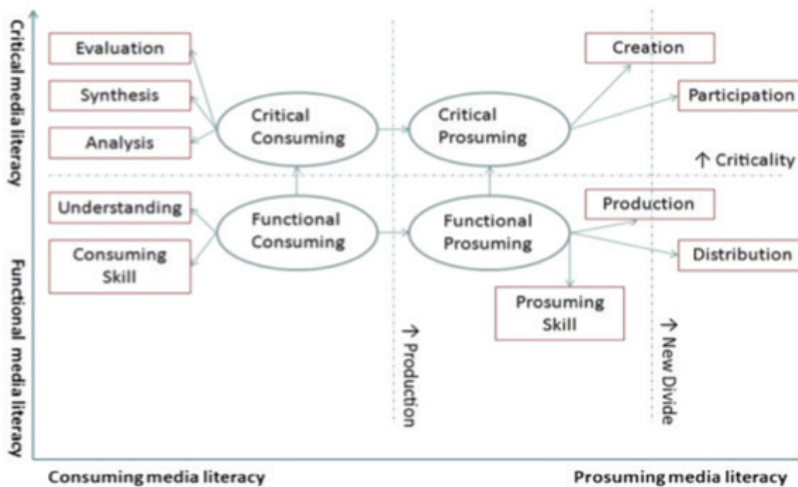 Critical media literacy
Functional media literacy
Evaluation
Synthesis
Analysis
Critical
Consuming
Critical
Prosuming
Creation
Participation
↑ Criticality
Understanding
Consuming
Skill
Functional
Consuming
Functional
Prosuming
Production
Distribution
Prosuming
Skill
↑ Production
↑ New Divide
Consuming media literacy
Prosuming media literacy